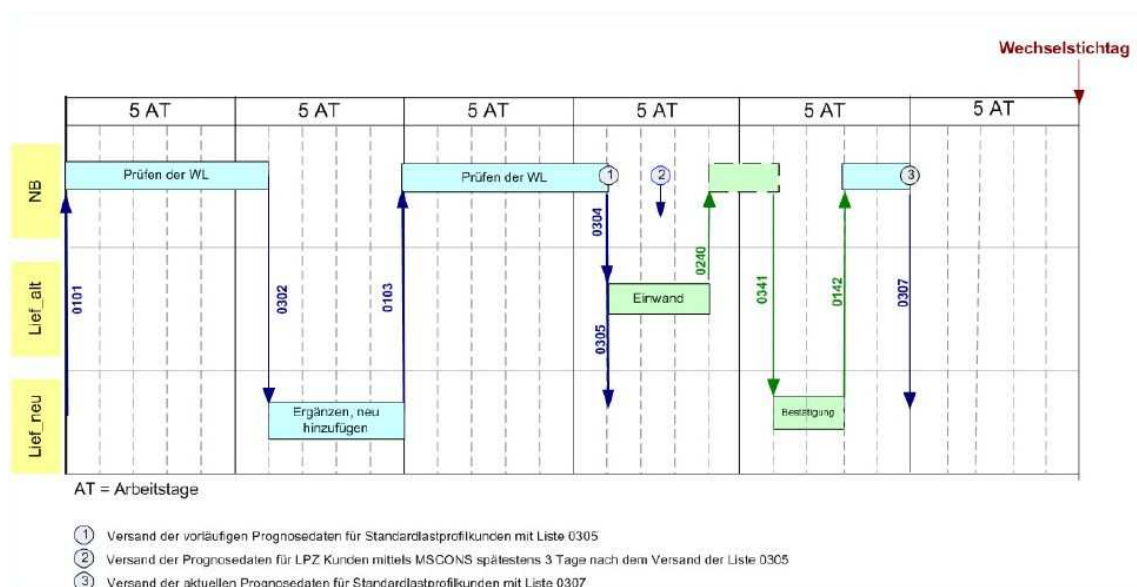 Wechselstichtag
5 AT 5 AT 5 AT 5 AT 5 AT 5 AT
NB
Prüfen der WL
Prüfen der WL
1
2
3
0304
0240
Lief_alt
0101
0302
0103
Einwand
0305
0341
0142
0307
Lief_neu
Ergänzen, neu
hinzufügen
Bestätigung
AT = Arbeitstage
1 Versand der vorläufigen Prognosedaten für Standardlastprofilkunden mit Liste 0305
2 Versand der Prognosedaten für LPZ Kunden mittels MSCONS spätestens 3 Tage nach dem Versand der Liste 0305
3 Versand der aktuellen Prognosedaten für Standardlastprofilkunden mit Liste 0307